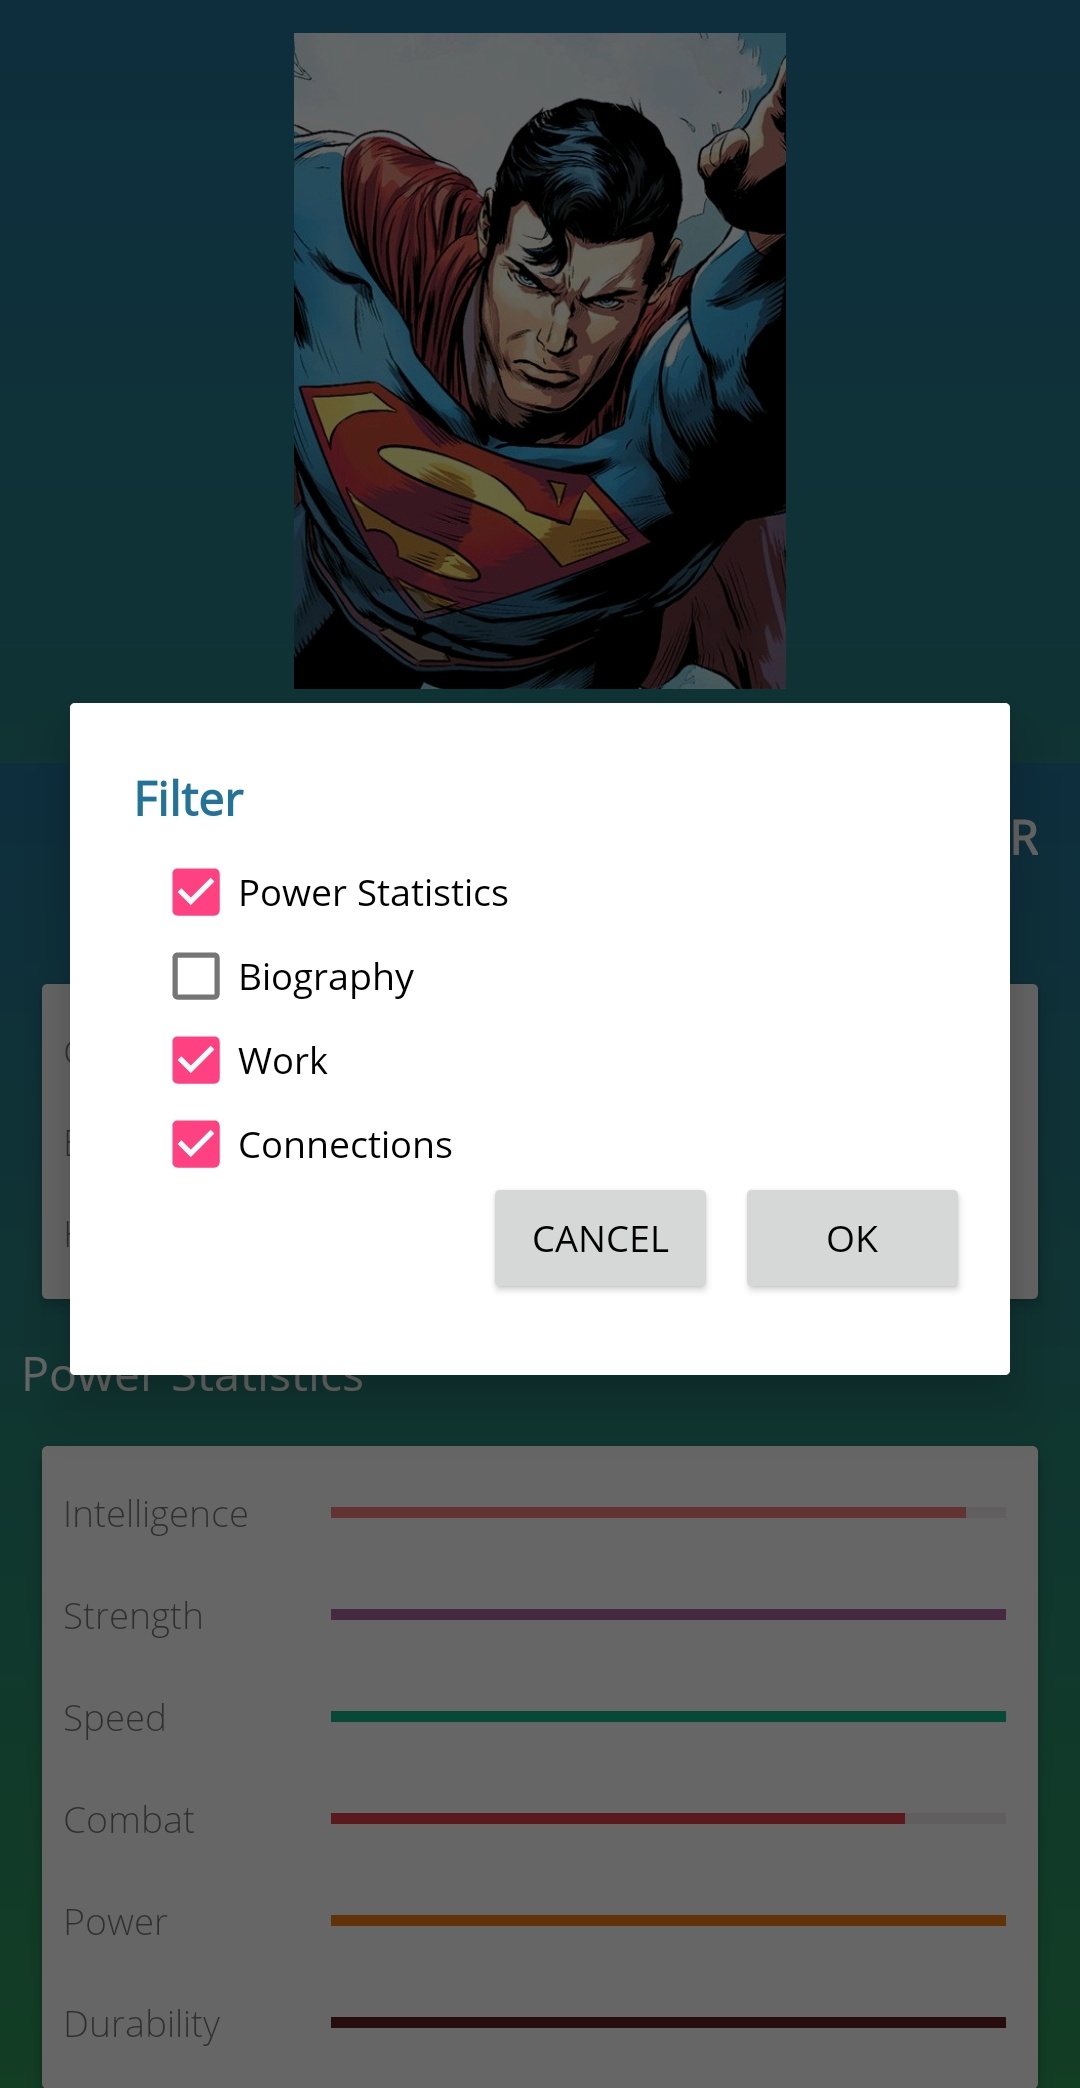 Filter
Power Statistics
Biography
Work
Connections
CANCEL OK
Power Statistics
Intelligence
Strength
Speed
Combat
Power
Durability